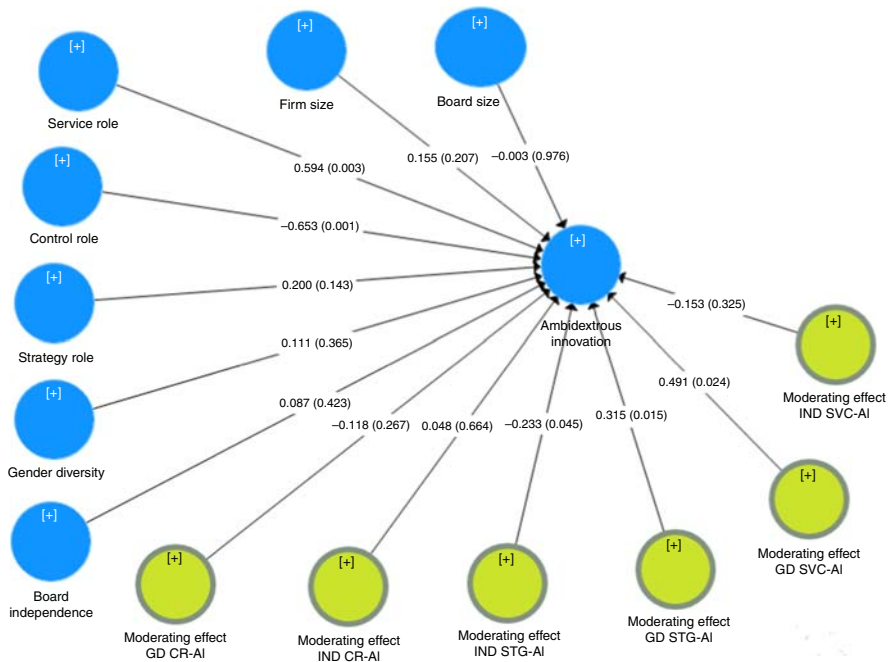 [+]
Service role
[+]
Firm size
[+]
Board size
0.594 (0.003)
0.155 (0.207)
−0.003 (0.976)
[+]
Control role
−0.653 (0.001)
[+]
Ambidextrous
innovation
[+]
Strategy role
0.200 (0.143)
−0.153 (0.325)
[+]
Moderating effect
IND SVC-AI
[+]
Gender diversity
0.111 (0.365)
0.491 (0.024)
[+]
Moderating effect
GD SVC-AI
[+]
Board
independence
0.087 (0.423)
−0.118 (0.267)
0.048 (0.664)
−0.233 (0.045)
0.315 (0.015)
[+]
Moderating effect
GD CR-AI
[+]
Moderating effect
IND CR-AI
[+]
Moderating effect
IND STG-AI
[+]
Moderating effect
GD STG-AI